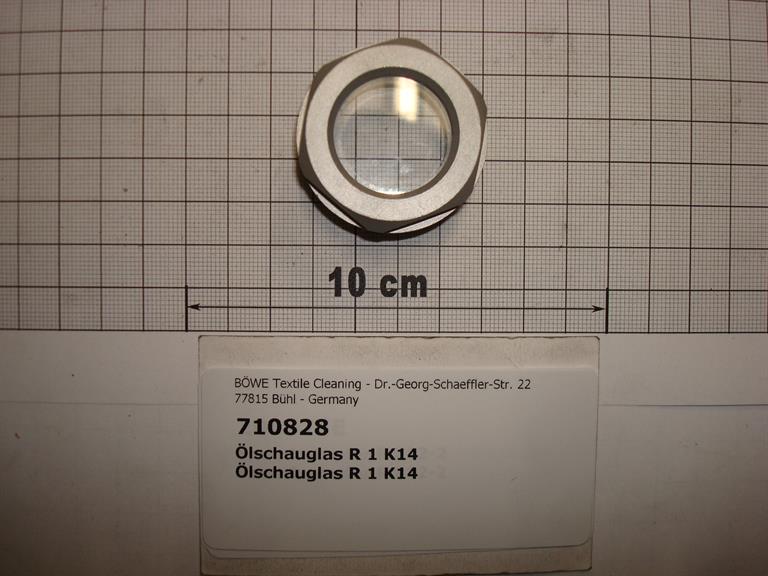 10 cm
BÖWE Textile Cleaning - Dr.-Georg-Schaeffler-Str. 22
77815 Bühl - Germany
710828
Ölschauglas R 1 K14
Ölschauglas R 1 K14